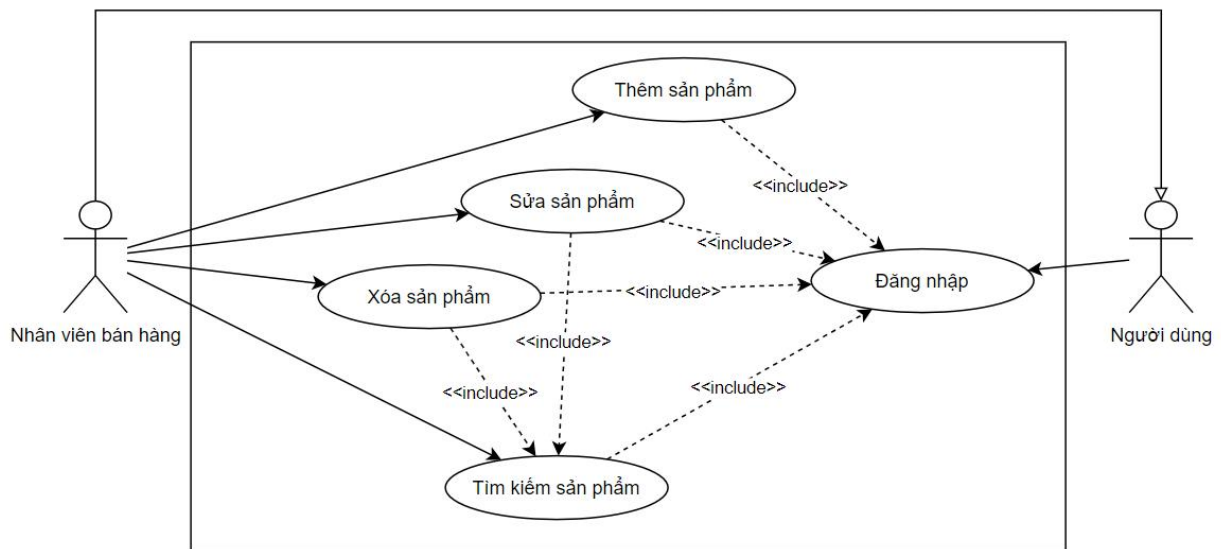 Thêm sản phẩm
<<include>>
Sửa sản phẩm
<<include>>
Đăng nhập
Xóa sản phẩm
<<include>>
Nhân viên bán hàng
Người dùng
<<include>>
<<include>>
<<include>>
Tìm kiếm sản phẩm